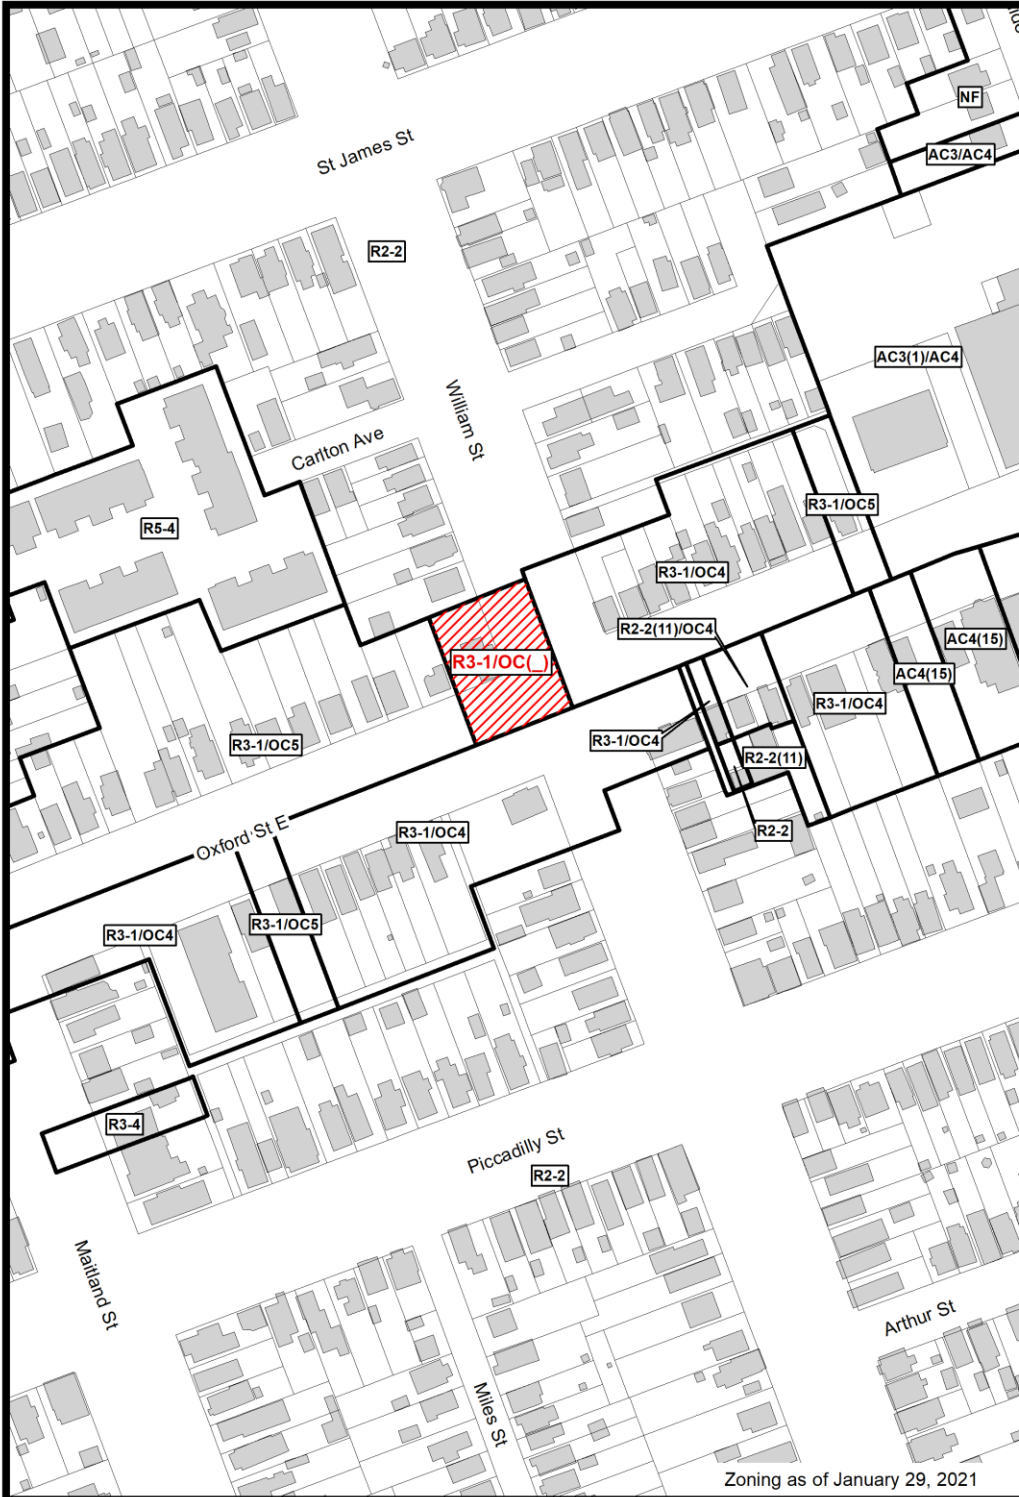 NF
AC3/AC4
St James St
R2-2
AC3(1)/AC4
William St
Carlton Ave
R3-1/OC5
R5-4
R3-1/OC4
R2-2(11)/OC4
AC4(15)
R3-1/OC(_)
AC4(15)
R3-1/OC4
R3-1/OC4
R3-1/OC5
R2-2(11)
R2-2
R3-1/OC4
Oxford St E
R3-1/OC5
R3-1/OC4
R3-4
Piccadilly St
R2-2
Maitland St
Arthur St
Miles St
Zoning as of January 29, 2021